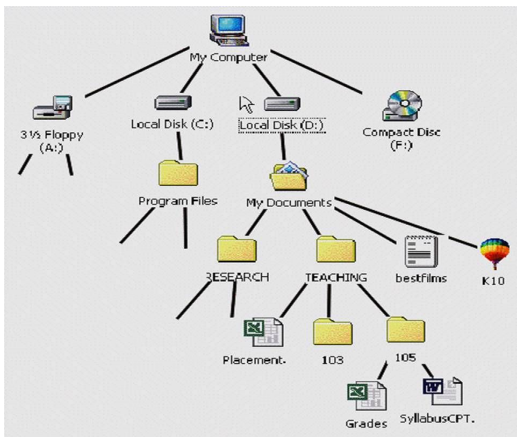 My Computer
3½ Floppy
(A:)
Local Disk (C:)
Local Disk (D:)
Compact Disc
(F:)
Program Files
My Documents
RESEARCH
TEACHING
bestfilms
K10
Placement.
103
105
Grades
SyllabusCPT.